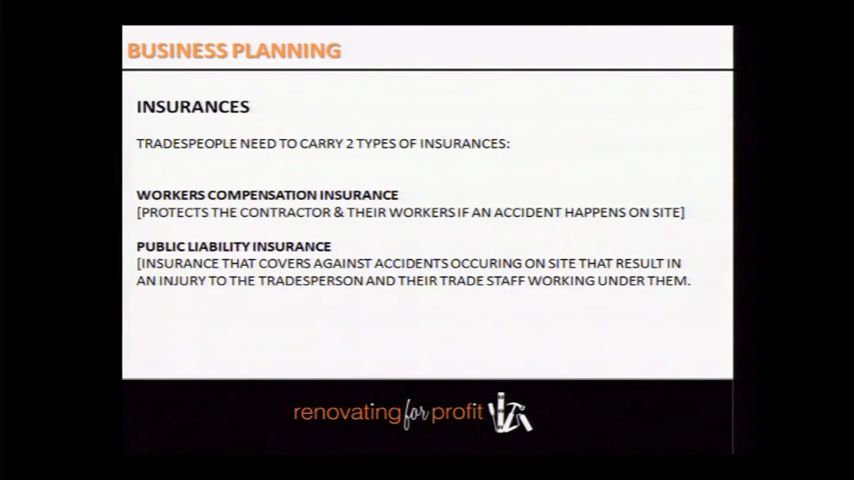 BUSINESS PLANNING
INSURANCES
TRADESPEOPLE NEED TO CARRY 2 TYPES OF INSURANCES:
WORKERS COMPENSATION INSURANCE
[PROTECTS THE CONTRACTOR & THEIR WORKERS IF AN ACCIDENT HAPPENS ON SITE]
PUBLIC LIABILITY INSURANCE
[INSURANCE THAT COVERS AGAINST ACCIDENTS OCCURING ON SITE THAT RESULT IN
AN INJURY TO THE TRADESPERSON AND THEIR TRADE STAFF WORKING UNDER THEM.
renovating for profit